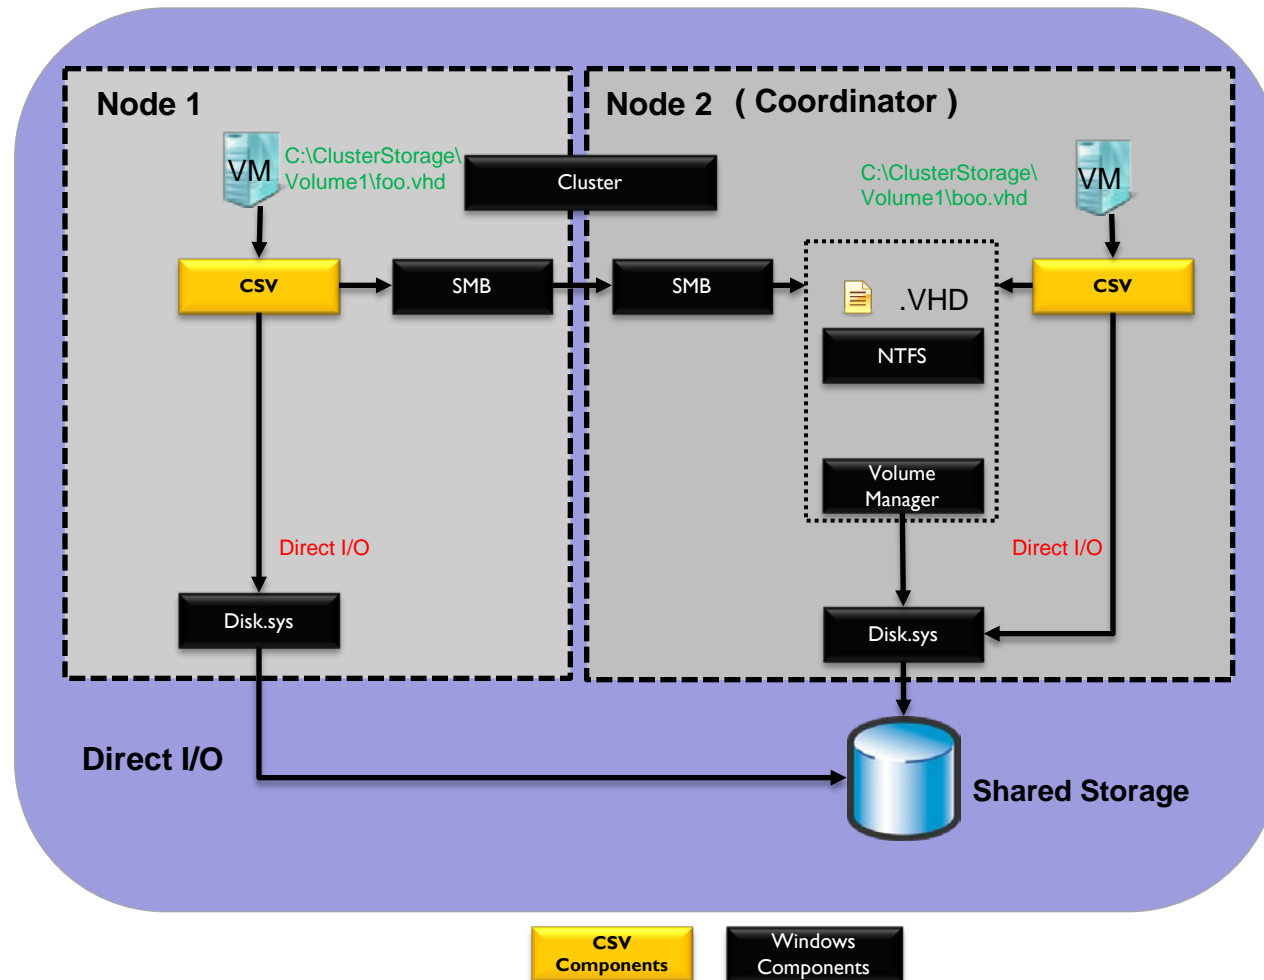 Node 1
Node 2 ( Coordinator )
VM
C:\ClusterStorage\
Volume1\foo.vhd
Cluster
C:\ClusterStorage\
Volume1\boo.vhd
VM
CSV
SMB
SMB
.VHD
CSV
NTFS
Volume
Manager
Direct I/O
Direct I/O
Disk.sys
Disk.sys
Direct I/O
Shared Storage
CSV
Components
Windows
Components